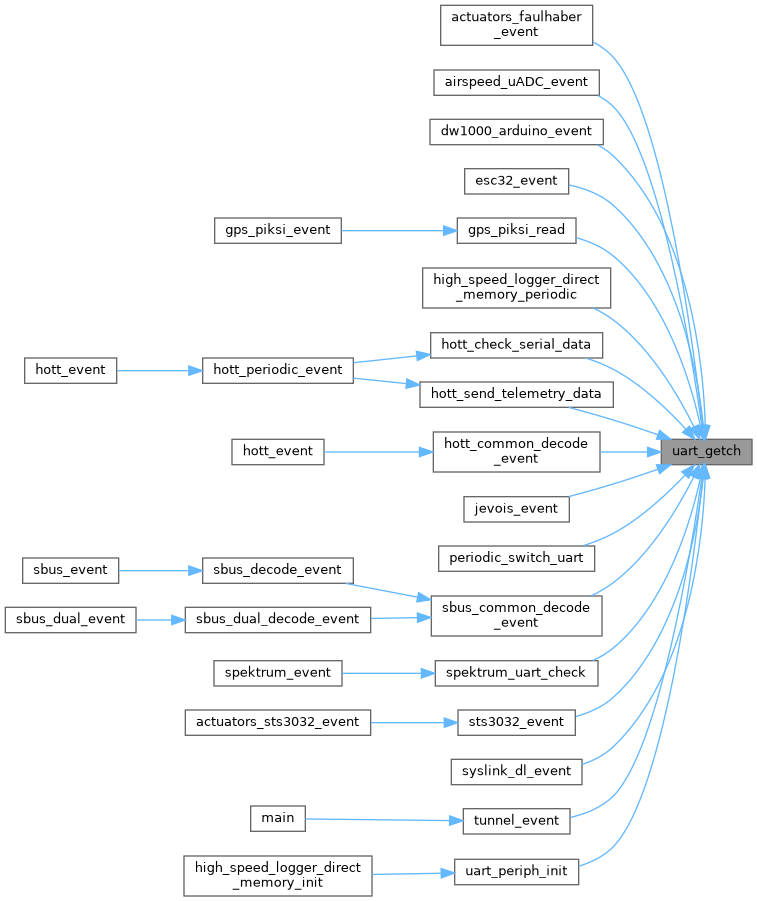 actuators_faulhaber
_event
airspeed_uADC_event
dw1000_arduino_event
esc32_event
gps_piksi_event
gps_piksi_read
high_speed_logger_direct
_memory_periodic
hott_check_serial_data
hott_event
hott_periodic_event
hott_send_telemetry_data
uart_getch
hott_event
hott_common_decode
_event
jevois_event
periodic_switch_uart
sbus_event
sbus_decode_event
sbus_common_decode
_event
sbus_dual_event
sbus_dual_decode_event
spektrum_event
spektrum_uart_check
actuators_sts3032_event
sts3032_event
syslink_dl_event
main
tunnel_event
high_speed_logger_direct
_memory_init
uart_periph_init